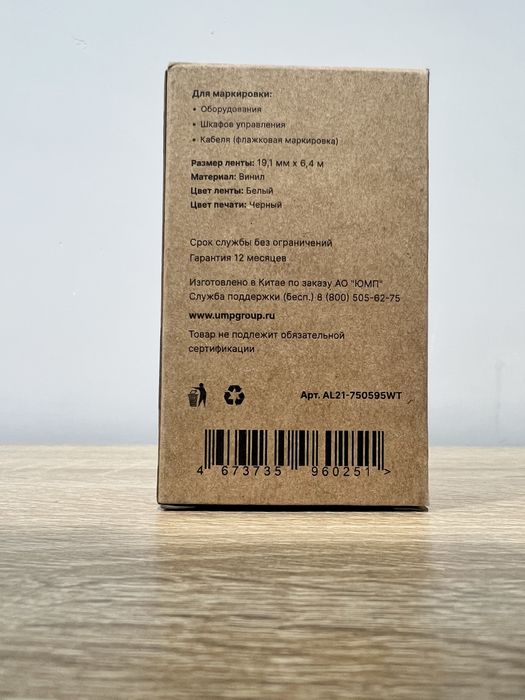 Для маркировки:
• Оборудования
• Шкафов управления
• Кабеля (флажковая маркировка)
Размер ленты: 19,1 мм x 6,4 м
Материал: Винил
Цвет ленты: Белый
Цвет печати: Черный
Срок службы без ограничений
Гарантия 12 месяцев
Изготовлено в Китае по заказу АО "ЮМП"
Служба поддержки (бесп.) 8 (800) 505-62-75
www.umpgroup.ru
Товар не подлежит обязательной
сертификации
Арт. AL21-750595WT
4 673735 960251 >